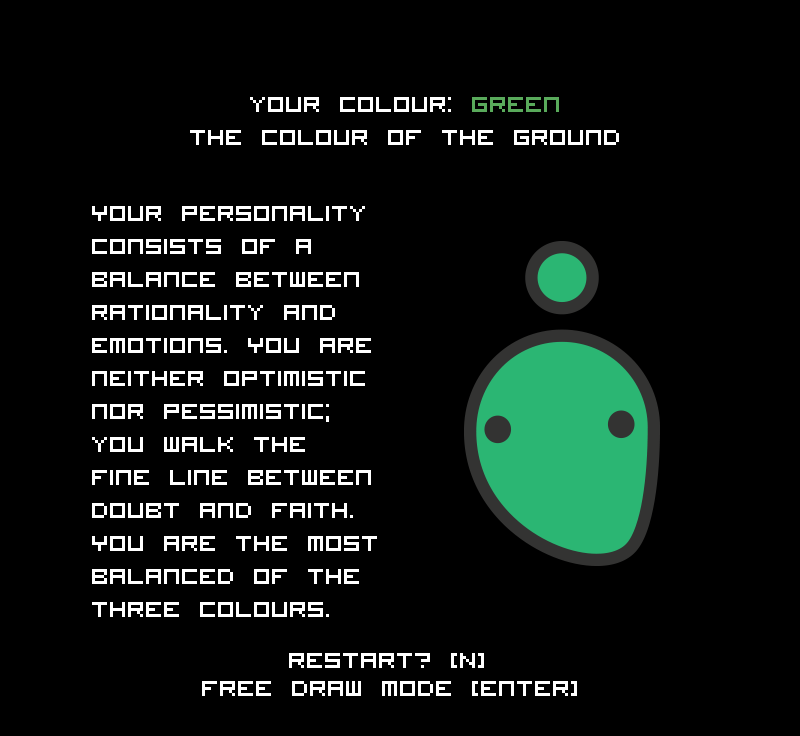 YOUR COLOUR: GREEN
THE COLOUR OF THE GROUND
YOUR PERSONALITY
CONSISTS OF A
BALANCE BETWEEN
RATIONALITY AND
EMOTIONS. YOU ARE
NEITHER OPTIMISTIC
NOR PESSIMISTIC;
YOU WALK THE
FINE LINE BETWEEN
DOUBT AND FAITH.
YOU ARE THE MOST
BALANCED OF THE
THREE COLOURS.
RESTART? [N]
FREE DRAW MODE [ENTER]